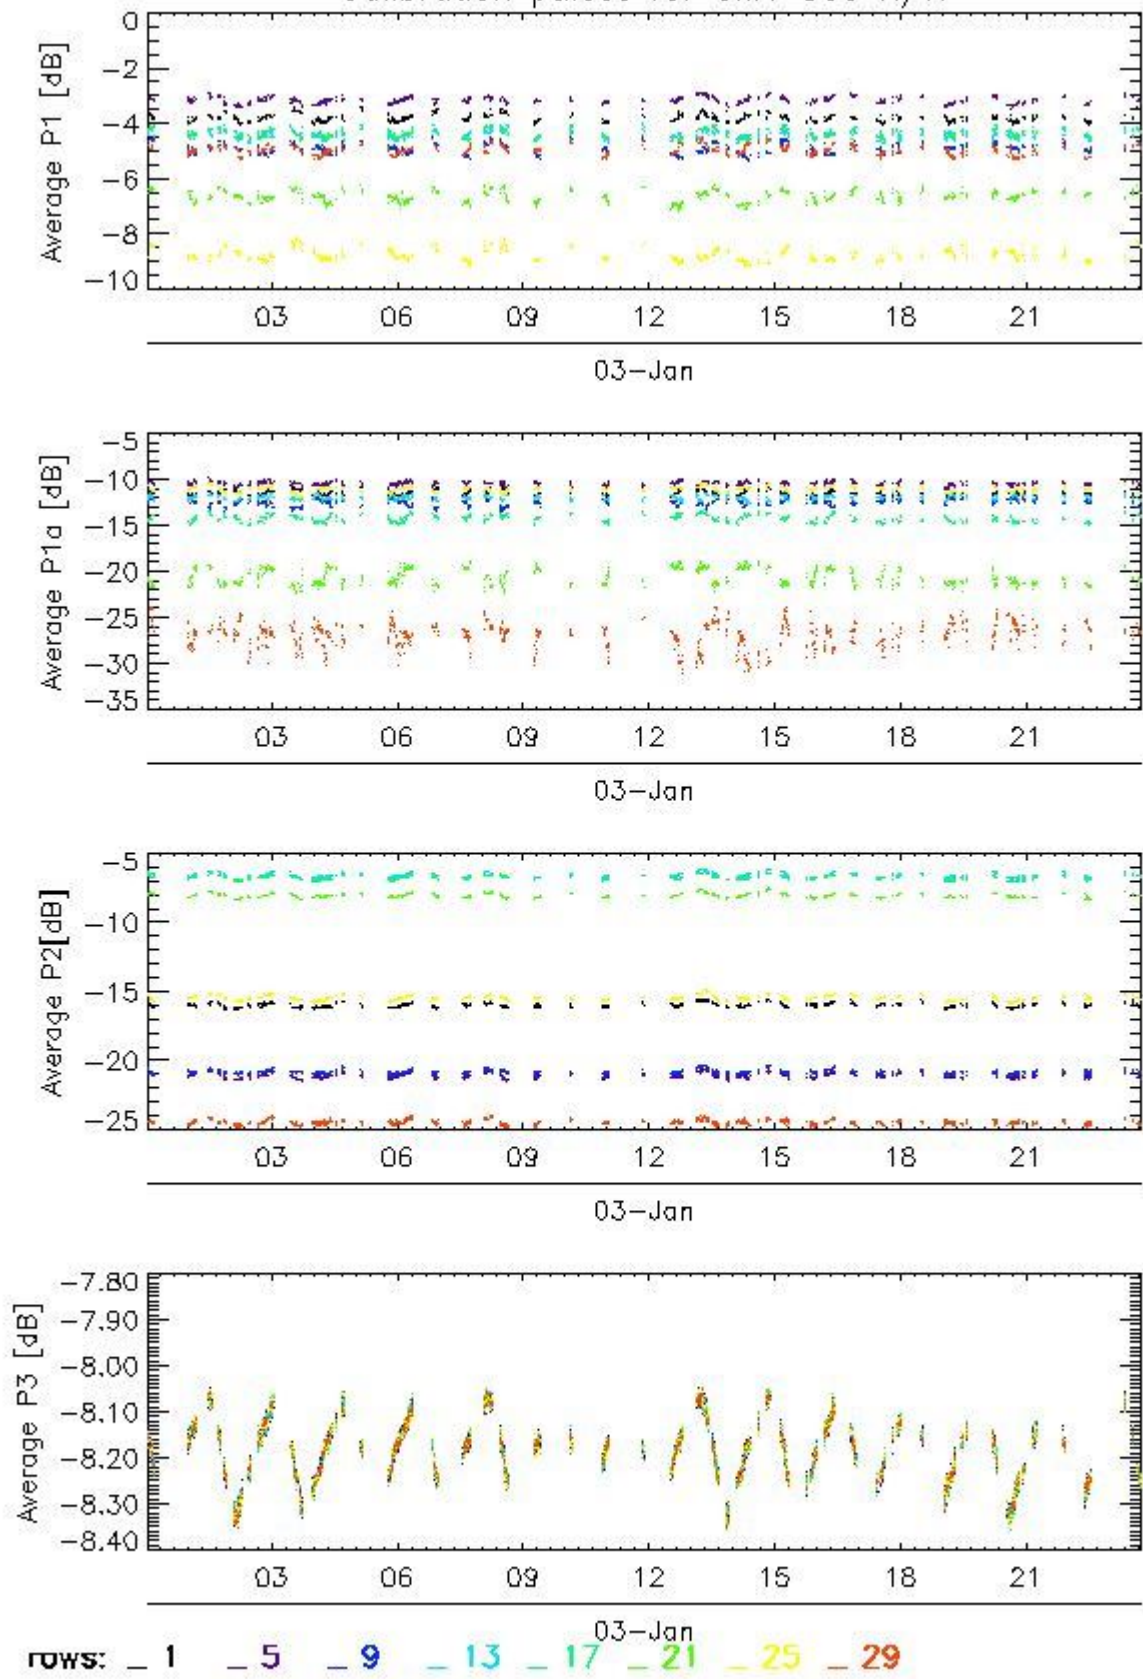 0
−2
−4
−6
−8
−10
Average P1 [dB]
03 06 09 12 15 18 21
03−Jan
−5
−10
−15
−20
−25
−30
−35
Average P1a [dB]
03 06 09 12 15 18 21
03−Jan
−5
−10
−15
−20
−25
Average P2[dB]
03 06 09 12 15 18 21
03−Jan
−7.80
−7.90
−8.00
−8.10
−8.20
−8.30
−8.40
Average P3 [dB]
03 06 09 12 15 18 21
03−Jan
rows: _ 1 _ 5 _ 9 _ 13 _ 17 _ 21 _ 25 _ 29